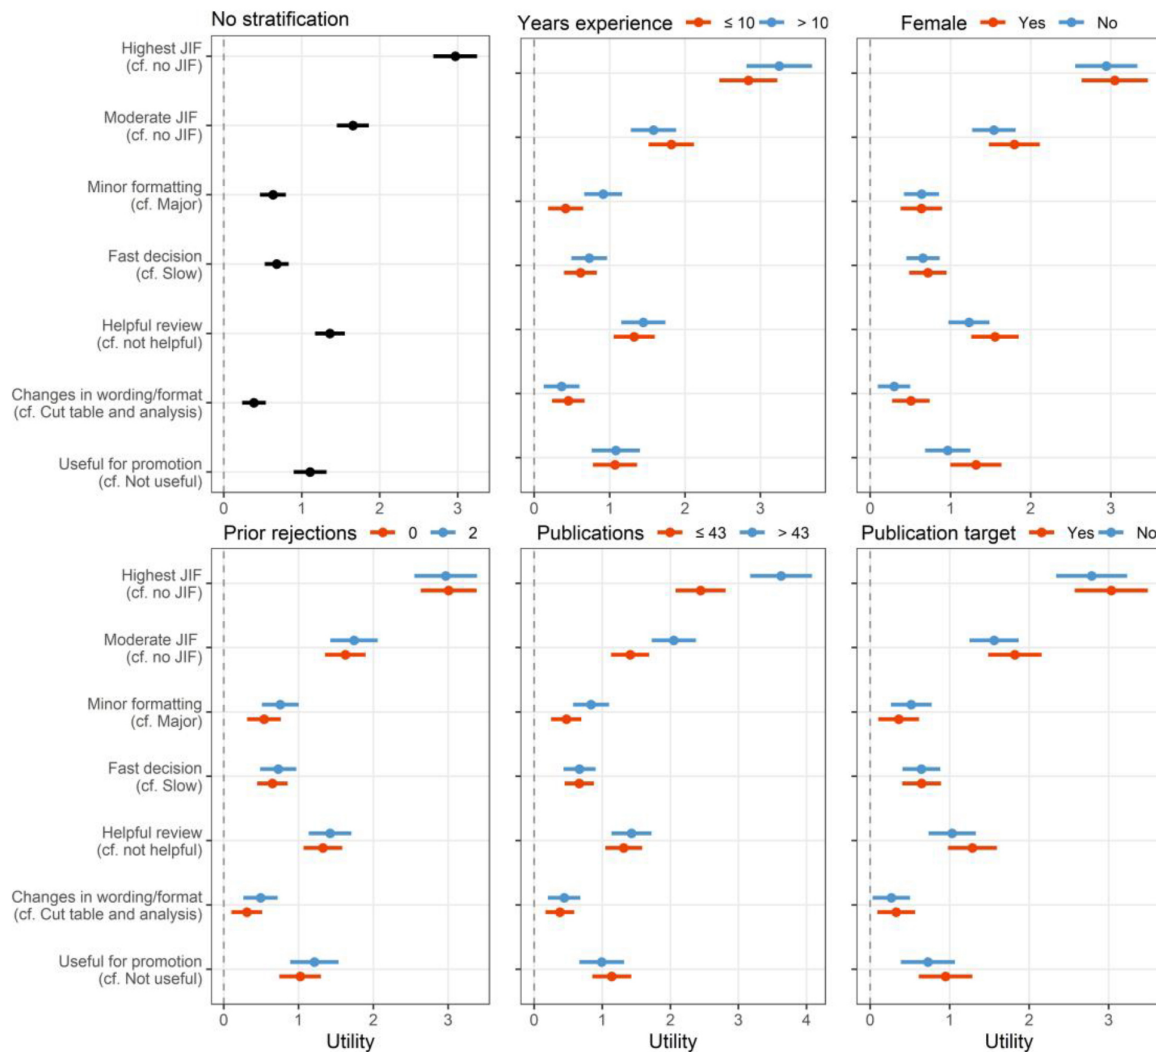 No stratification
Years experience ≤ 10 > 10
Female Yes No
Highest JIF
(cf. no JIF)
Moderate JIF
(cf. no JIF)
Minor formatting
(cf. Major)
Fast decision
(cf. Slow)
Helpful review
(cf. not helpful)
Changes in wording/format
(cf. Cut table and analysis)
Useful for promotion
(cf. Not useful)
0 1 2 3
0 1 2 3
0 1 2 3
Prior rejections 0 2
Publications ≤ 43 > 43
Publication target Yes No
Highest JIF
(cf. no JIF)
Moderate JIF
(cf. no JIF)
Minor formatting
(cf. Major)
Fast decision
(cf. Slow)
Helpful review
(cf. not helpful)
Changes in wording/format
(cf. Cut table and analysis)
Useful for promotion
(cf. Not useful)
0 1 2 3
0 1 2 3 4
0 1 2 3
Utility
Utility
Utility